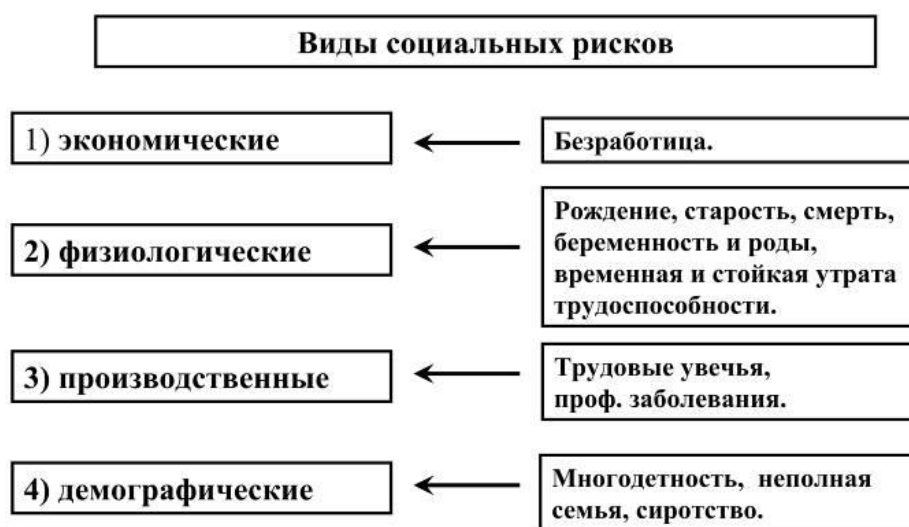 Виды социальных рисков
1) экономические
Безработица.
2) физиологические
Рождение, старость, смерть,
беременность и роды,
временная и стойкая утрата
трудоспособности.
3) производственные
Трудовые увечья,
проф. заболевания.
4) демографические
Многодетность, неполная
семья, сиротство.